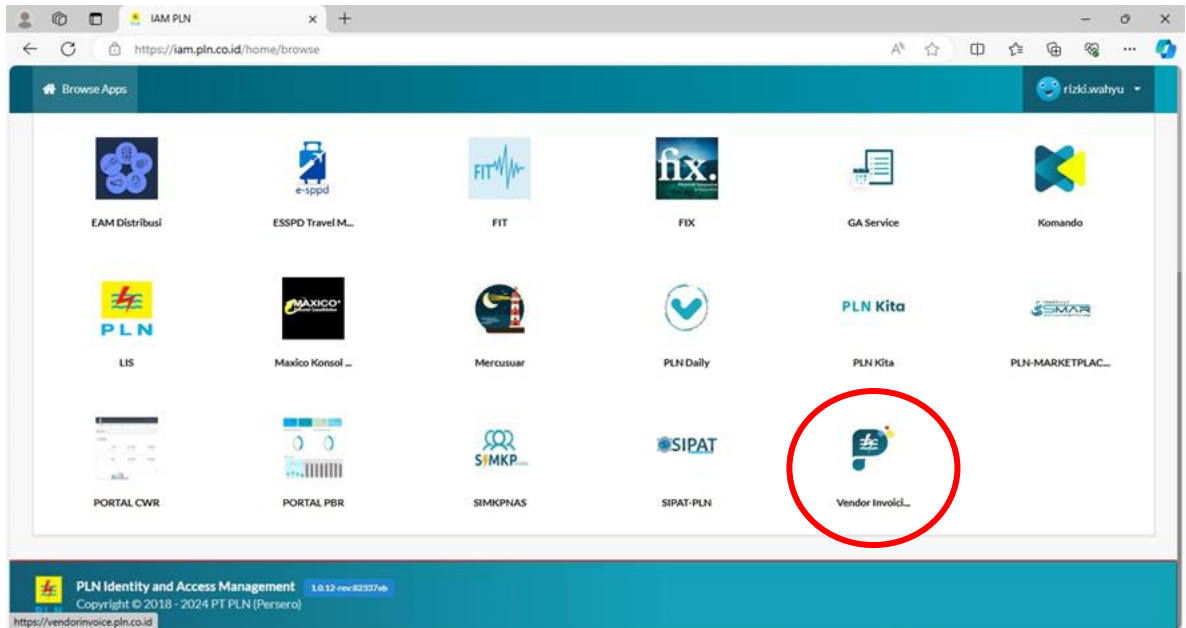 IAM PLN
https://iam.pln.co.id/home/browse
Browse Apps
rizki.wahyu
e-sppd
FIT
fix.
EAM Distribusi
ESSPD Travel M...
FIT
FIX
GA Service
Komando
PLN
MAXICO
PLN Kita
SMAR
LIS
Maxico Konsol ...
Mercusuar
PLN Daily
PLN Kita
PLN-MARKETPLAC...
SIMKP
SIPAT
PORTAL CWR
PORTAL PBR
SIMKPNAS
SIPAT-PLN
Vendor Invoici...
PLN Identity and Access Management 1.0.12-rev:82337eb
Copyright © 2018 - 2024 PT PLN (Persero)
PLN
https://vendorinvoice.pln.co.id